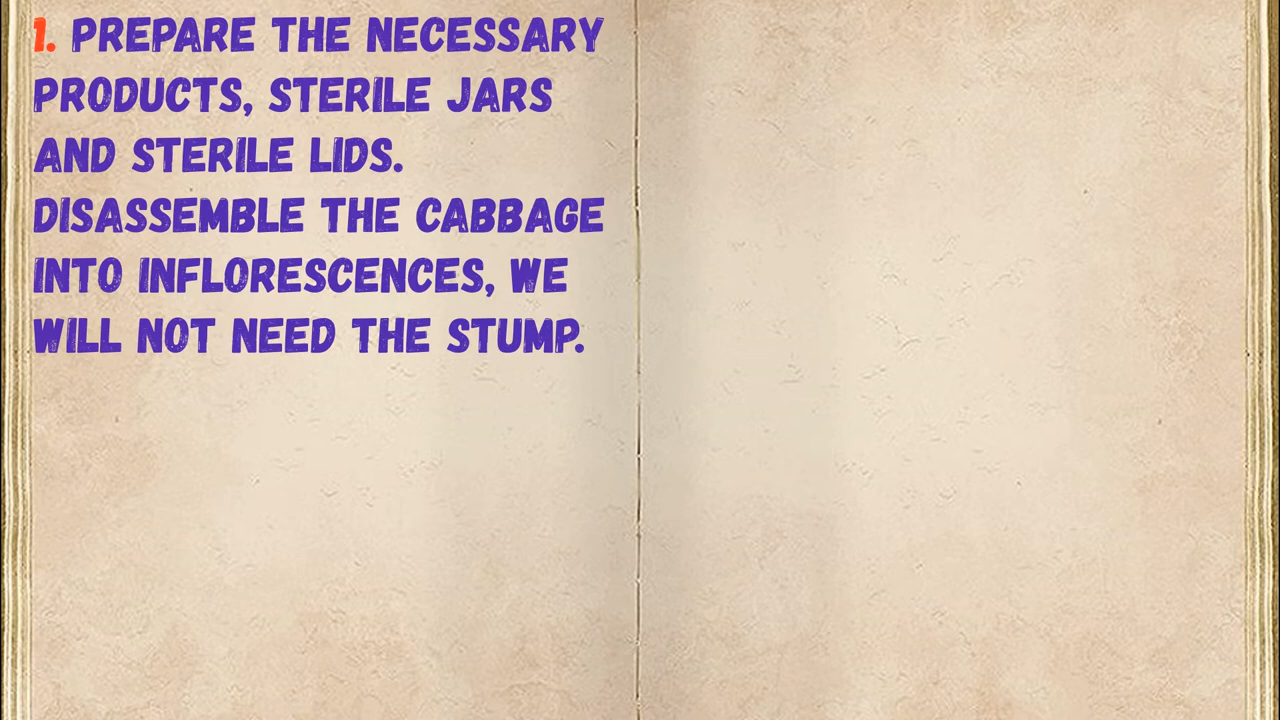 1. PREPARE THE NECESSARY
PRODUCTS, STERILE JARS
AND STERILE LIDS.
DISASSEMBLE THE CABBAGE
INTO INFLORESCENCES, WE
WILL NOT NEED THE STUMP.